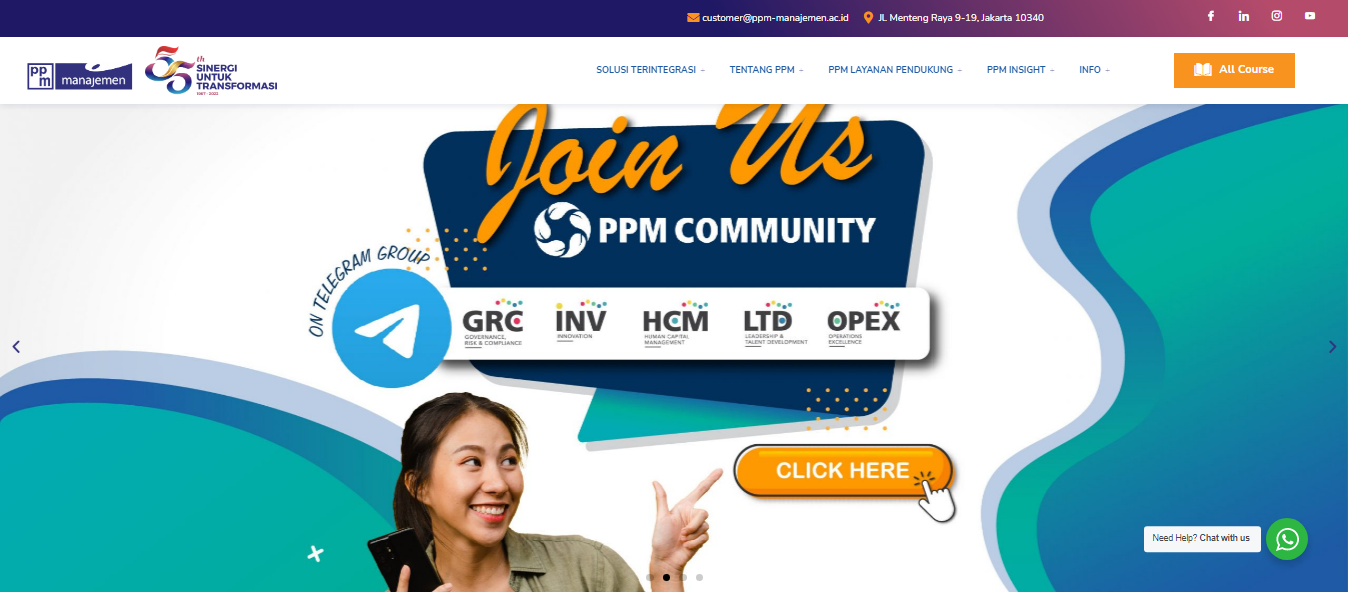 customer@ppm-manajemen.ac.id
JL Menteng Raya 9-19, Jakarta 10340
ppm
manajemen
55th
SINERGI
UNTUK
TRANSFORMASI
1967 - 2022
SOLUSI TERINTEGRASI
TENTANG PPM
PPM LAYANAN PENDUKUNG
PPM INSIGHT
INFO
All Course
Join Us
PPM COMMUNITY
ON TELEGRAM GROUP
GRC
GOVERNANCE,
RISK & COMPLIANCE
INV
INNOVATION
HCM
HUMAN CAPITAL
MANAGEMENT
LTD
LEADERSHIP &
TALENT DEVELOPMENT
OPEX
OPERATIONS
EXCELLENCE
CLICK HERE
Need Help? Chat with us